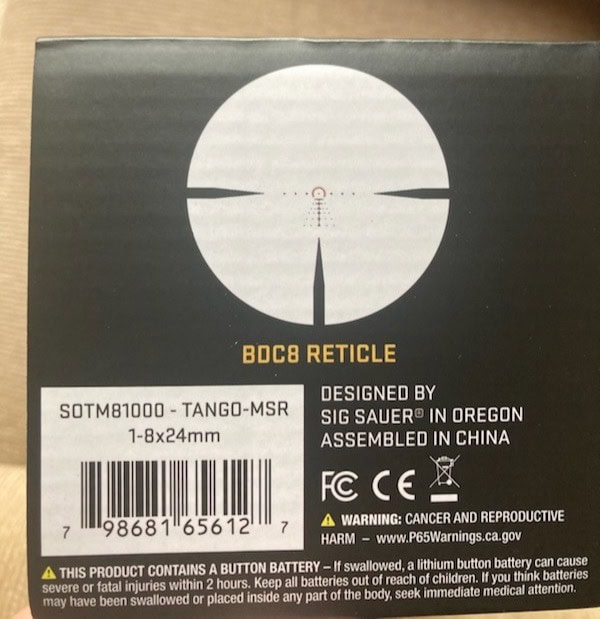 BDC8 RETICLE
SOTM81000 - TANGO-MSR
1-8x24mm
7 98681 65612 7
DESIGNED BY
SIG SAUER® IN OREGON
ASSEMBLED IN CHINA
FC CE
⚠ WARNING: CANCER AND REPRODUCTIVE
HARM – www.P65Warnings.ca.gov
⚠ THIS PRODUCT CONTAINS A BUTTON BATTERY – If swallowed, a lithium button battery can cause
severe or fatal injuries within 2 hours. Keep all batteries out of reach of children. If you think batteries
may have been swallowed or placed inside any part of the body, seek immediate medical attention.